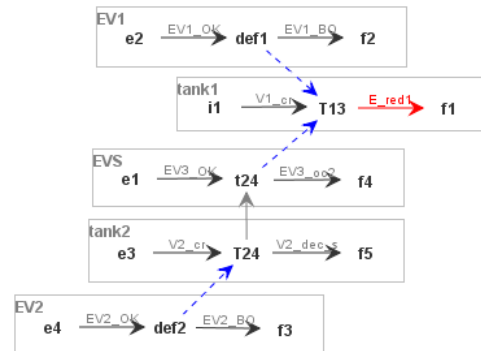 EV1
e2 EV1_OK def1 EV1_BO f2
tank1
i1 V1_cr T13 E_red1 f1
EVS
e1 EV3_OK t24 EV3_oc2 f4
tank2
e3 V2_cr T24 V2_dec_s f5
EV2
e4 EV2_OK def2 EV2_BO f3